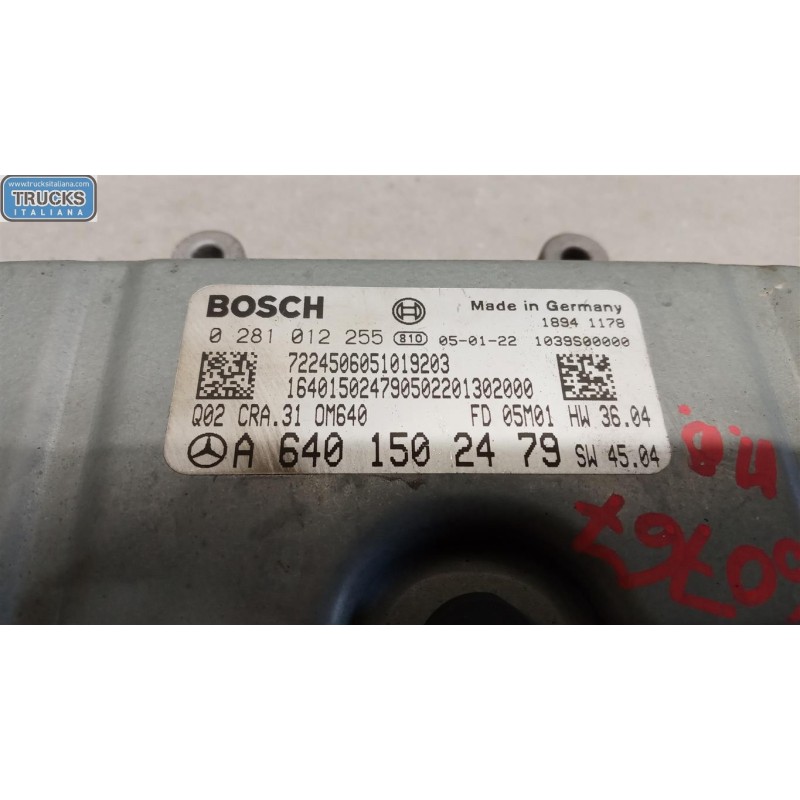 www.trucksitaliana.com
TRUCKS
ITALIANA
BOSCH
Made in Germany
0 281 012 255 810 05-01-22
1894 1178
1039S00000
7224506051019203
16401502479050220130​2000
Q02 CRA.31 OM640 FD 05M01 HW 36.04
A 640 150 24 79 SW 45.04